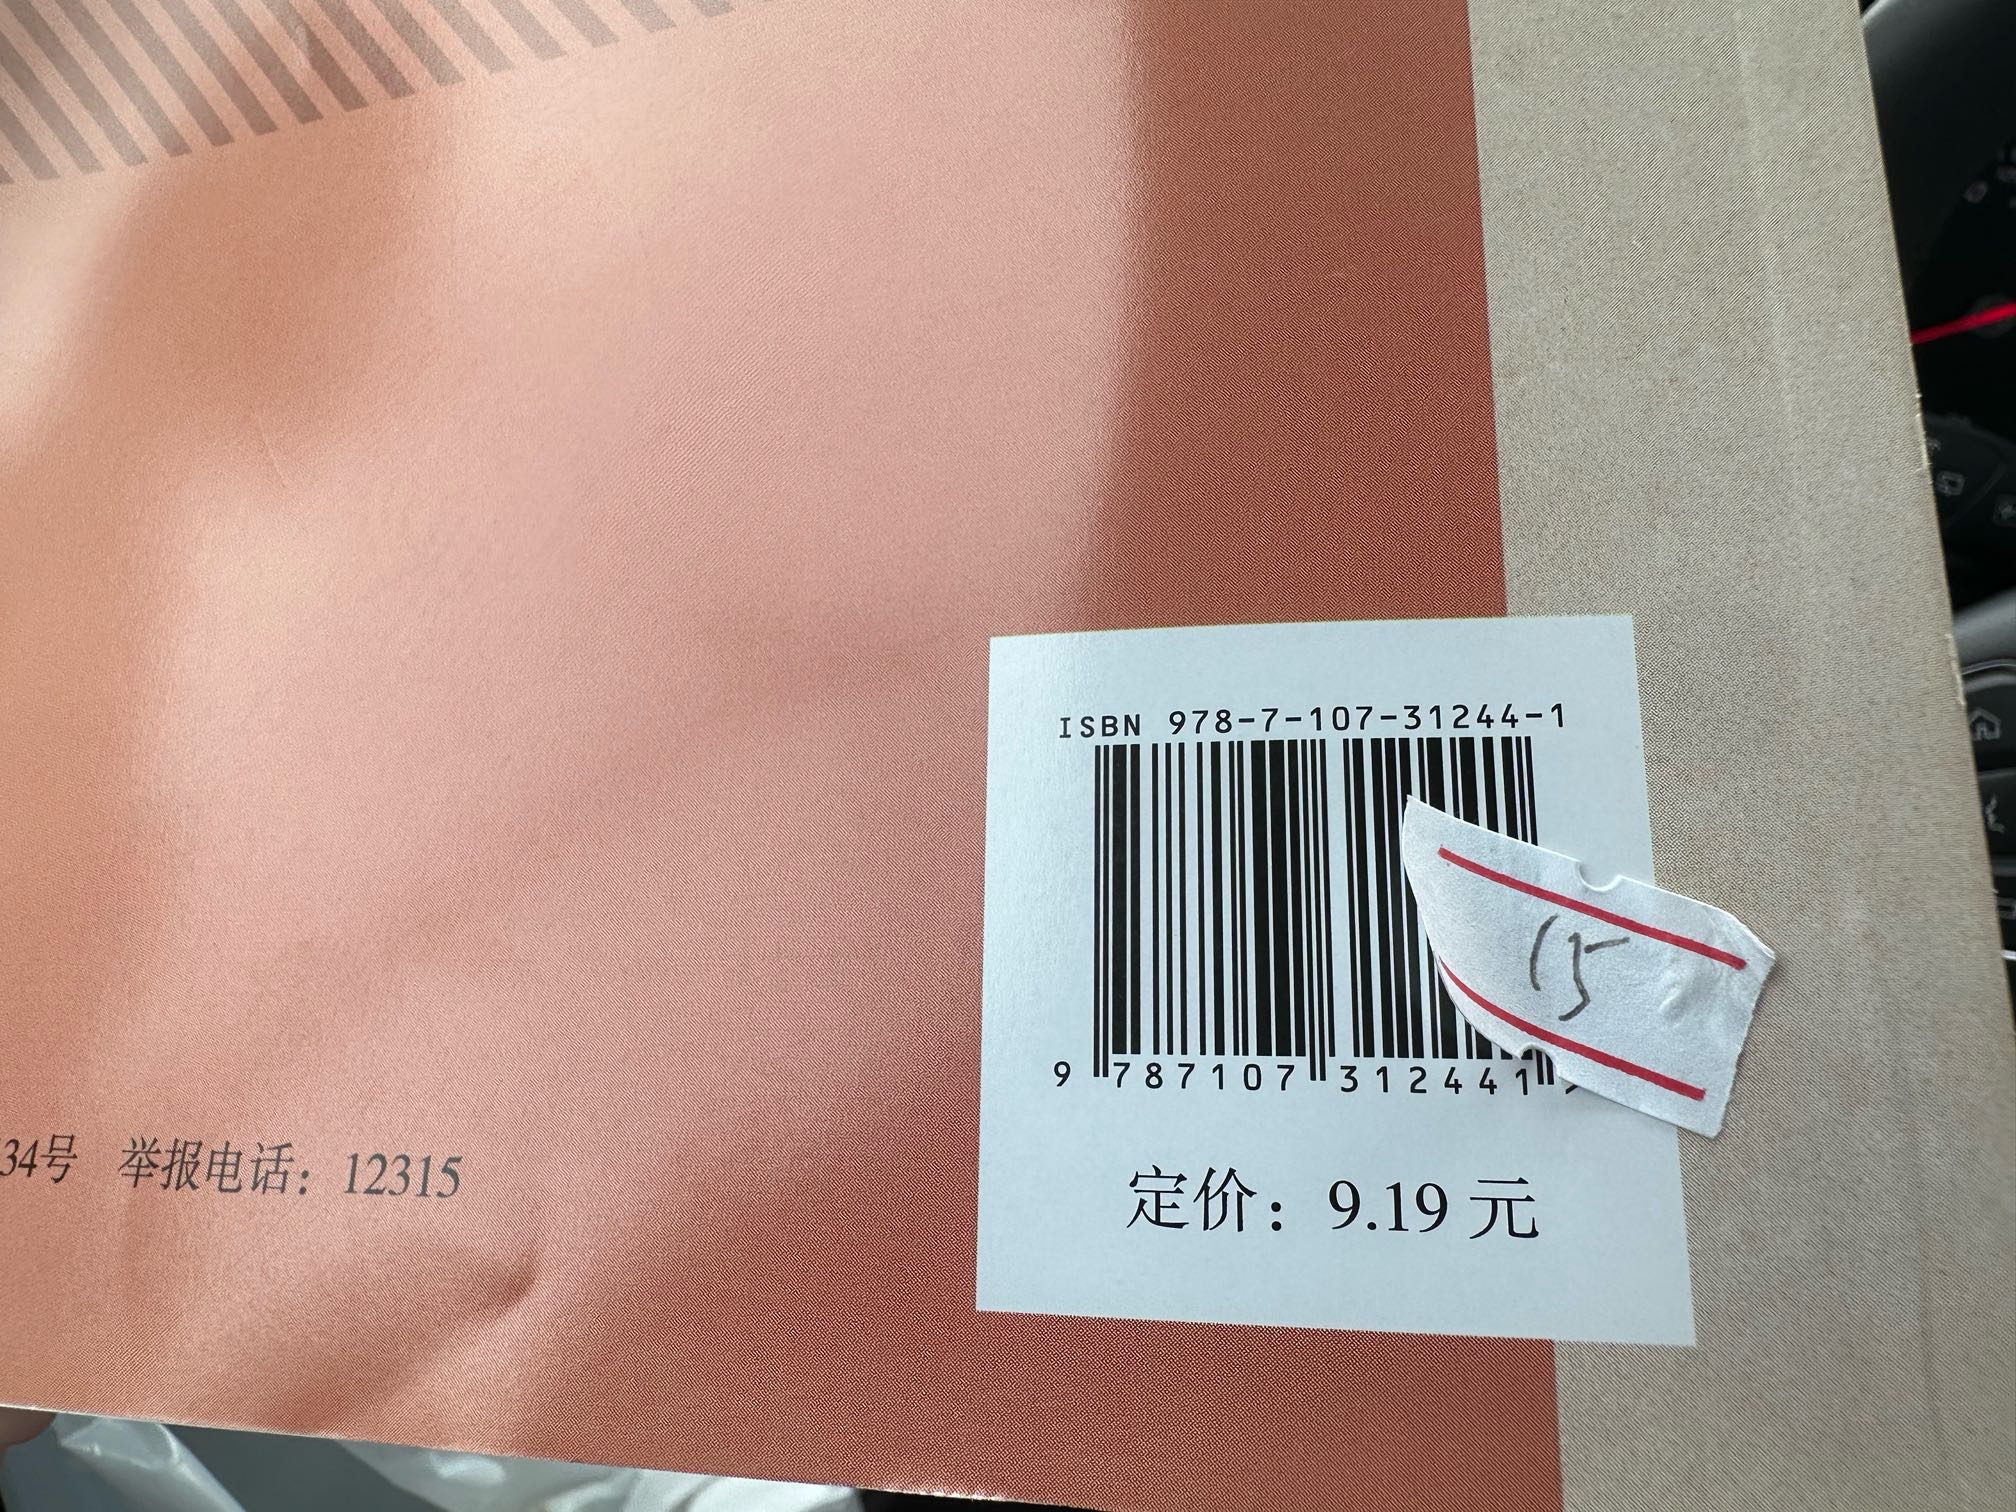 ISBN 978-7-107-31244-1
9 787107 312441 >
15
定价：9.19 元
34号 举报电话：12315